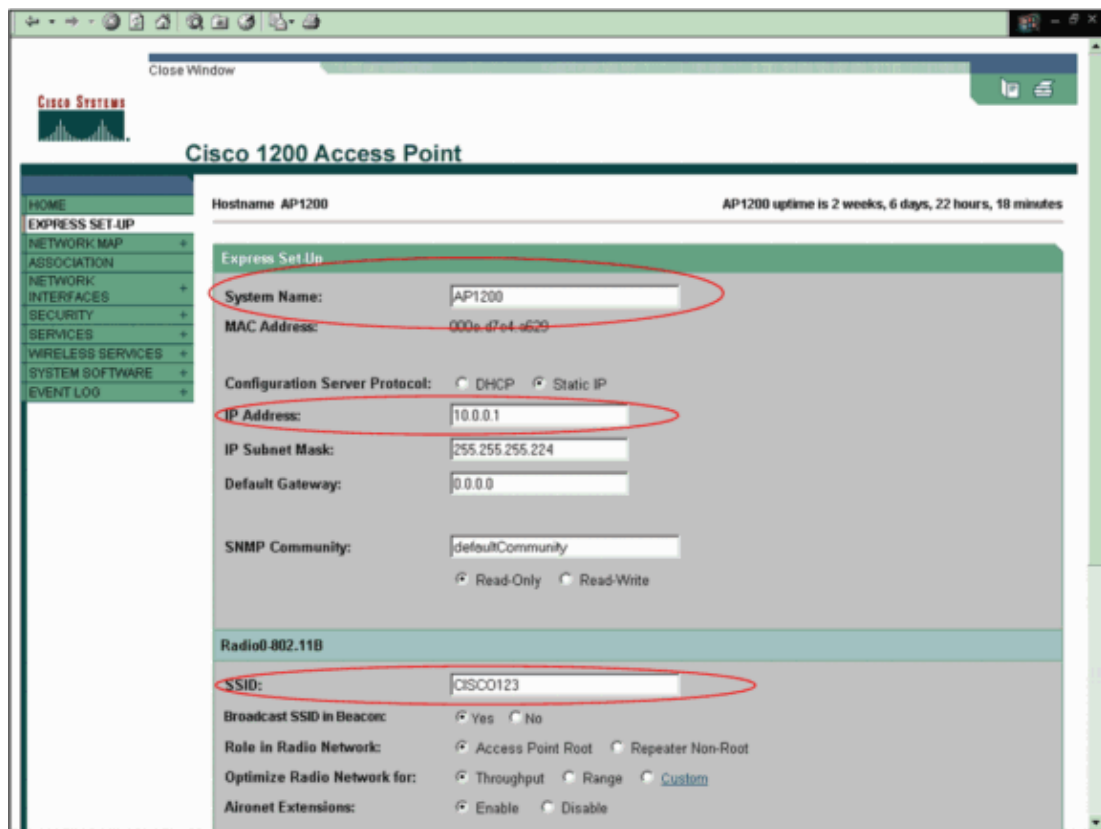 Close Window
CISCO SYSTEMS
Cisco 1200 Access Point
HOME
EXPRESS SET-UP
NETWORK MAP +
ASSOCIATION
NETWORK
INTERFACES +
SECURITY +
SERVICES +
WIRELESS SERVICES +
SYSTEM SOFTWARE +
EVENT LOG +
Hostname AP1200
AP1200 uptime is 2 weeks, 6 days, 22 hours, 18 minutes
Express Set-Up
System Name: AP1200
MAC Address: 000e.d7e4.a629
Configuration Server Protocol: DHCP Static IP
IP Address: 10.0.0.1
IP Subnet Mask: 255.255.255.224
Default Gateway: 0.0.0.0
SNMP Community: defaultCommunity
Read-Only Read-Write
Radio0-802.11B
SSID: CISCO123
Broadcast SSID in Beacon: Yes No
Role in Radio Network: Access Point Root Repeater Non-Root
Optimize Radio Network for: Throughput Range Custom
Aironet Extensions: Enable Disable